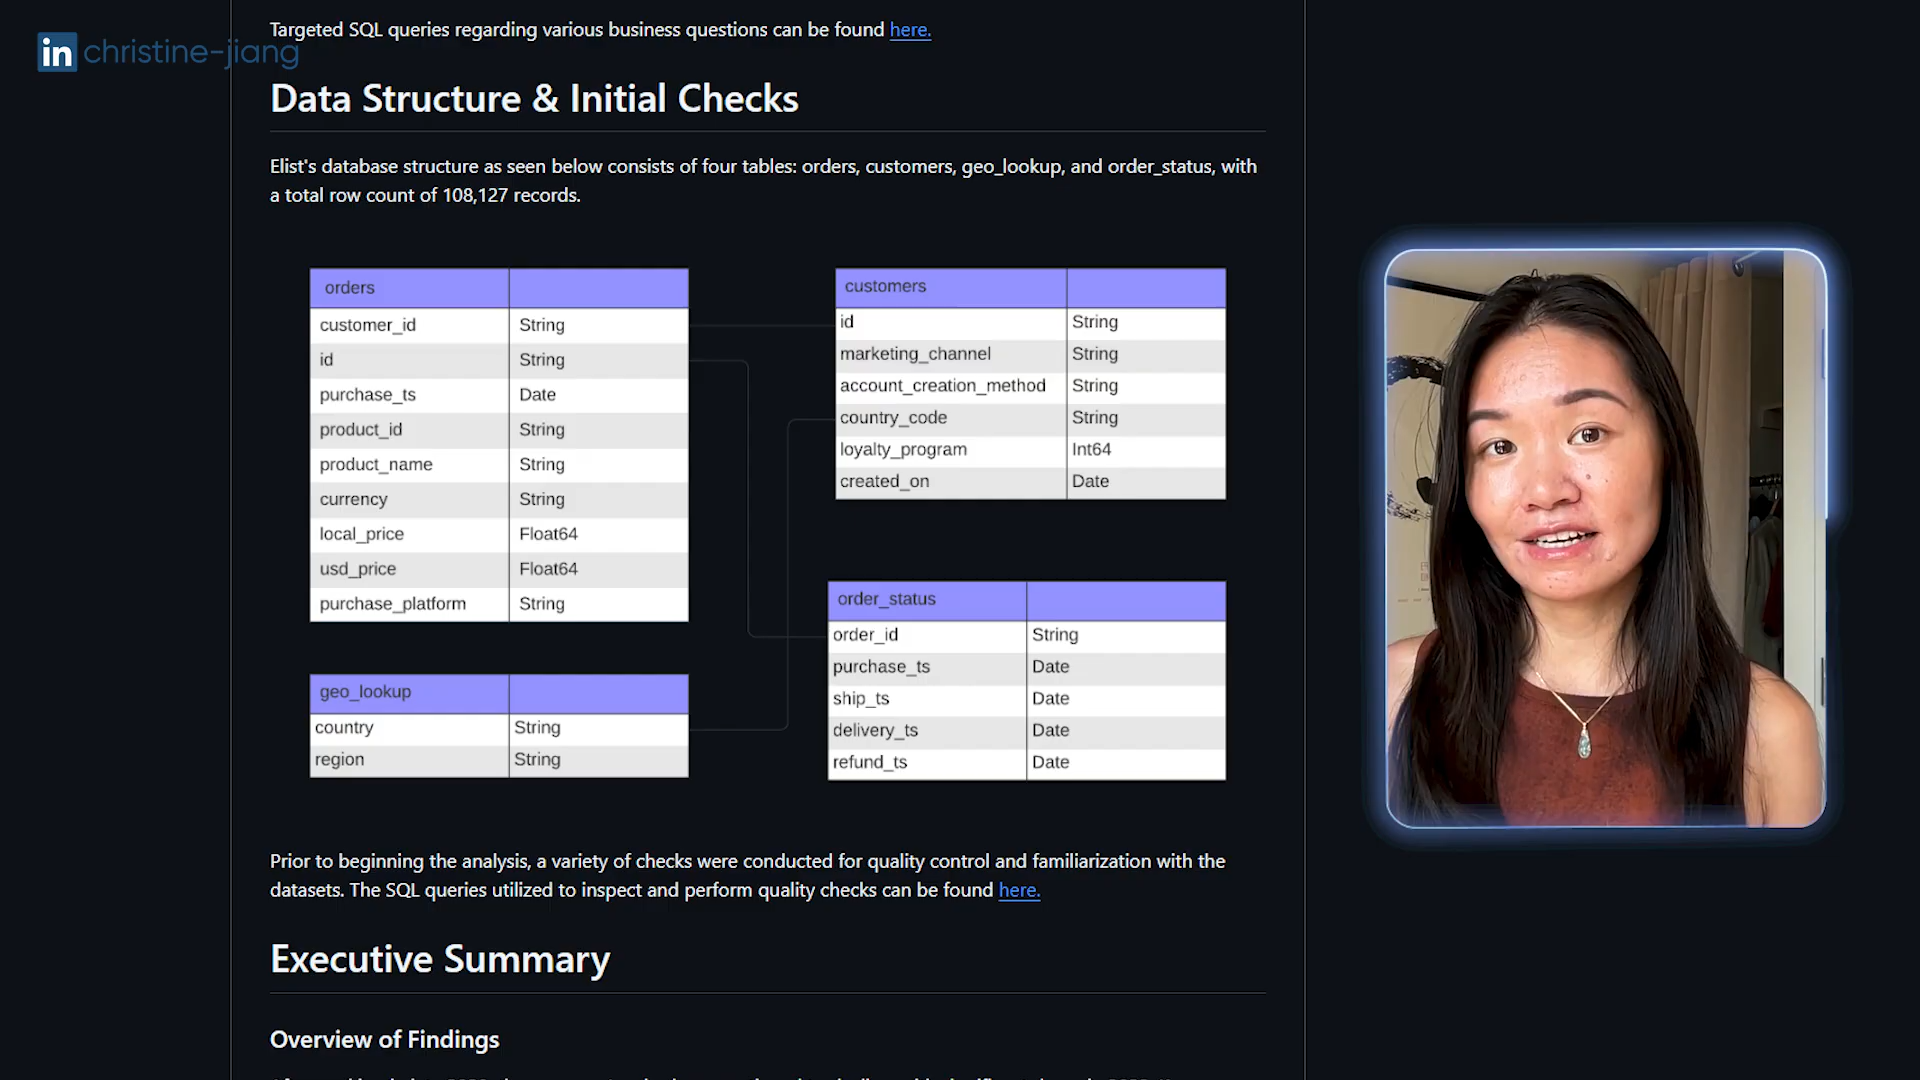 Targeted SQL queries regarding various business questions can be found here.
in christine-jiang
Data Structure & Initial Checks
Elist's database structure as seen below consists of four tables: orders, customers, geo_lookup, and order_status, with
a total row count of 108,127 records.
orders
customer_id String
id String
purchase_ts Date
product_id String
product_name String
currency String
local_price Float64
usd_price Float64
purchase_platform String
customers
id String
marketing_channel String
account_creation_method String
country_code String
loyalty_program Int64
created_on Date
geo_lookup
country String
region String
order_status
order_id String
purchase_ts Date
ship_ts Date
delivery_ts Date
refund_ts Date
Prior to beginning the analysis, a variety of checks were conducted for quality control and familiarization with the
datasets. The SQL queries utilized to inspect and perform quality checks can be found here.
Executive Summary
Overview of Findings